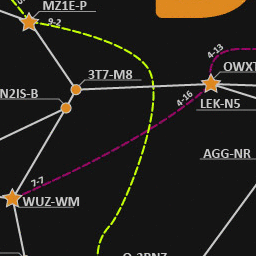 MZ1E-P
9-2
4-13
OWXT
3T7-M8
N2IS-B
4-16
LEK-N5
AGG-NR
7-7
WUZ-WM